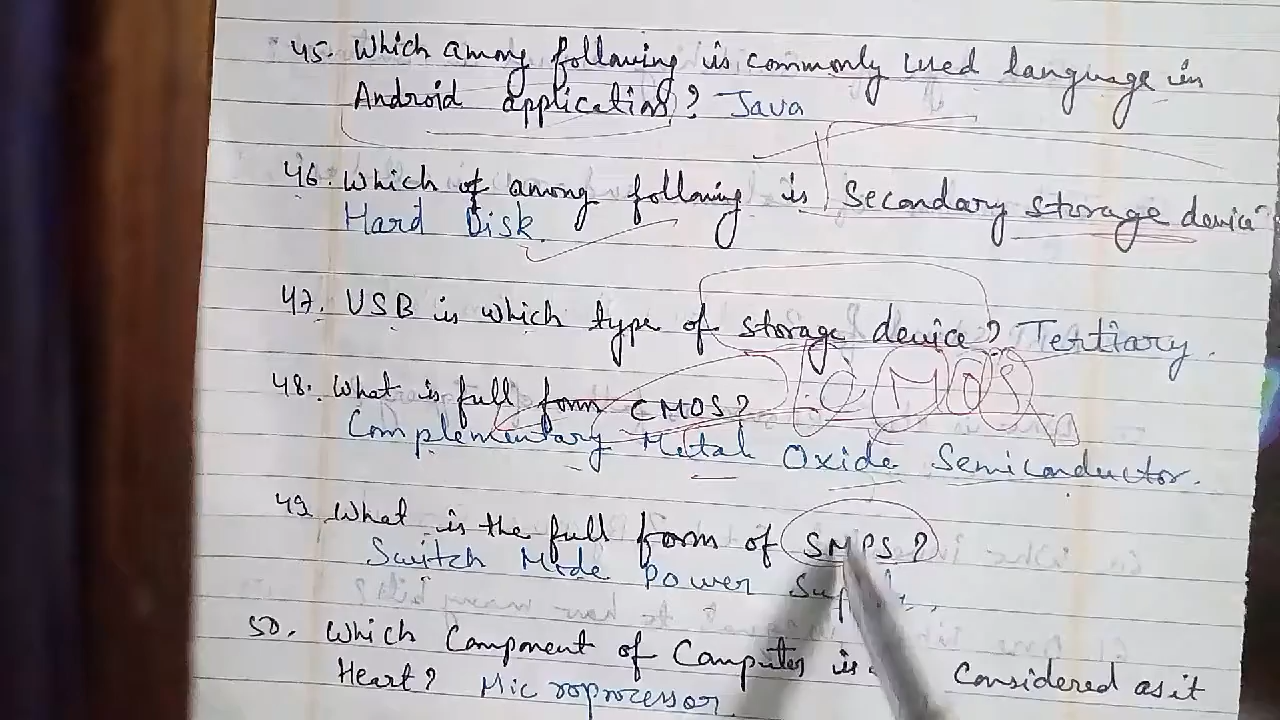 45. Which among following is commonly used language in
Android applications? Java
46. Which of among following is Secondary storage device?
Hard Disk.
47. USB is which type of storage device? Tertiary.
48. What is full form CMOS? CMOS
Complementary Metal Oxide Semiconductor.
49. What is the full form of SMPS?
Switch Mode Power
50. Which Component of Computer is Considered as it
Heart? Microprocessor.